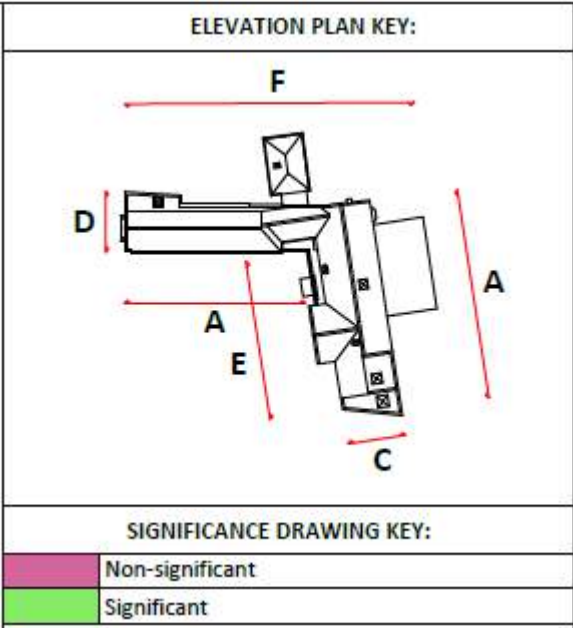 ELEVATION PLAN KEY:
F
D
A
A
E
C
SIGNIFICANCE DRAWING KEY:
Non-significant
Significant